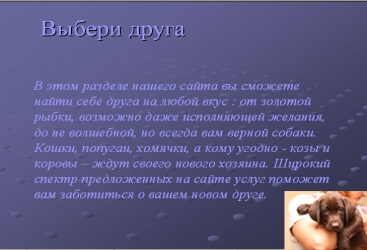 Выбери друга
В этом разделе нашего сайта вы сможете
найти себе друга на любой вкус : от золотой
рыбки, возможно даже исполняющей желания,
до не волшебной, но всегда вам верной собаки.
Кошки, попугаи, хомячки, а кому угодно - козы и
коровы – ждут своего нового хозяина. Широкий
спектр предложенных на сайте услуг поможет
вам заботиться о вашем новом друге.